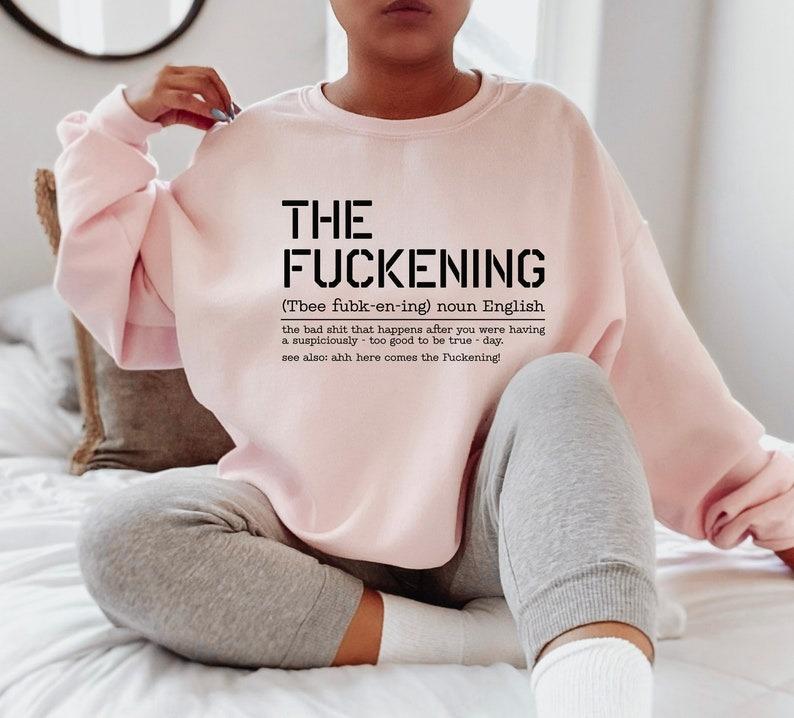 THE
FUCKENING
(Tbee fubk-en-ing) noun English
the bad shit that happens after you were having
a suspiciously - too good to be true - day.
see also: ahh here comes the Fuckening!